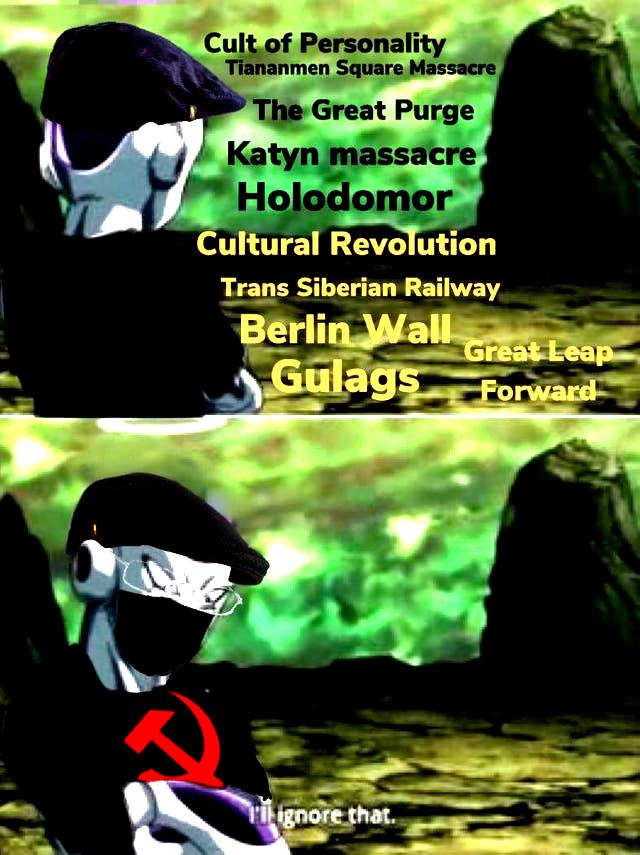 Cult of Personality
Tiananmen Square Massacre
The Great Purge
Katyn massacre
Holodomor
Cultural Revolution
Trans Siberian Railway
Berlin Wall
Gulags
Great Leap
Forward
I'll ignore that.